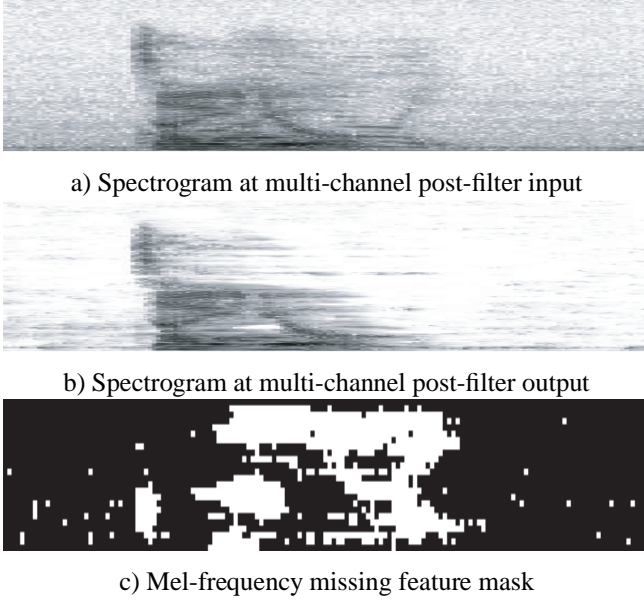 a) Spectrogram at multi-channel post-filter input
b) Spectrogram at multi-channel post-filter output
c) Mel-frequency missing feature mask